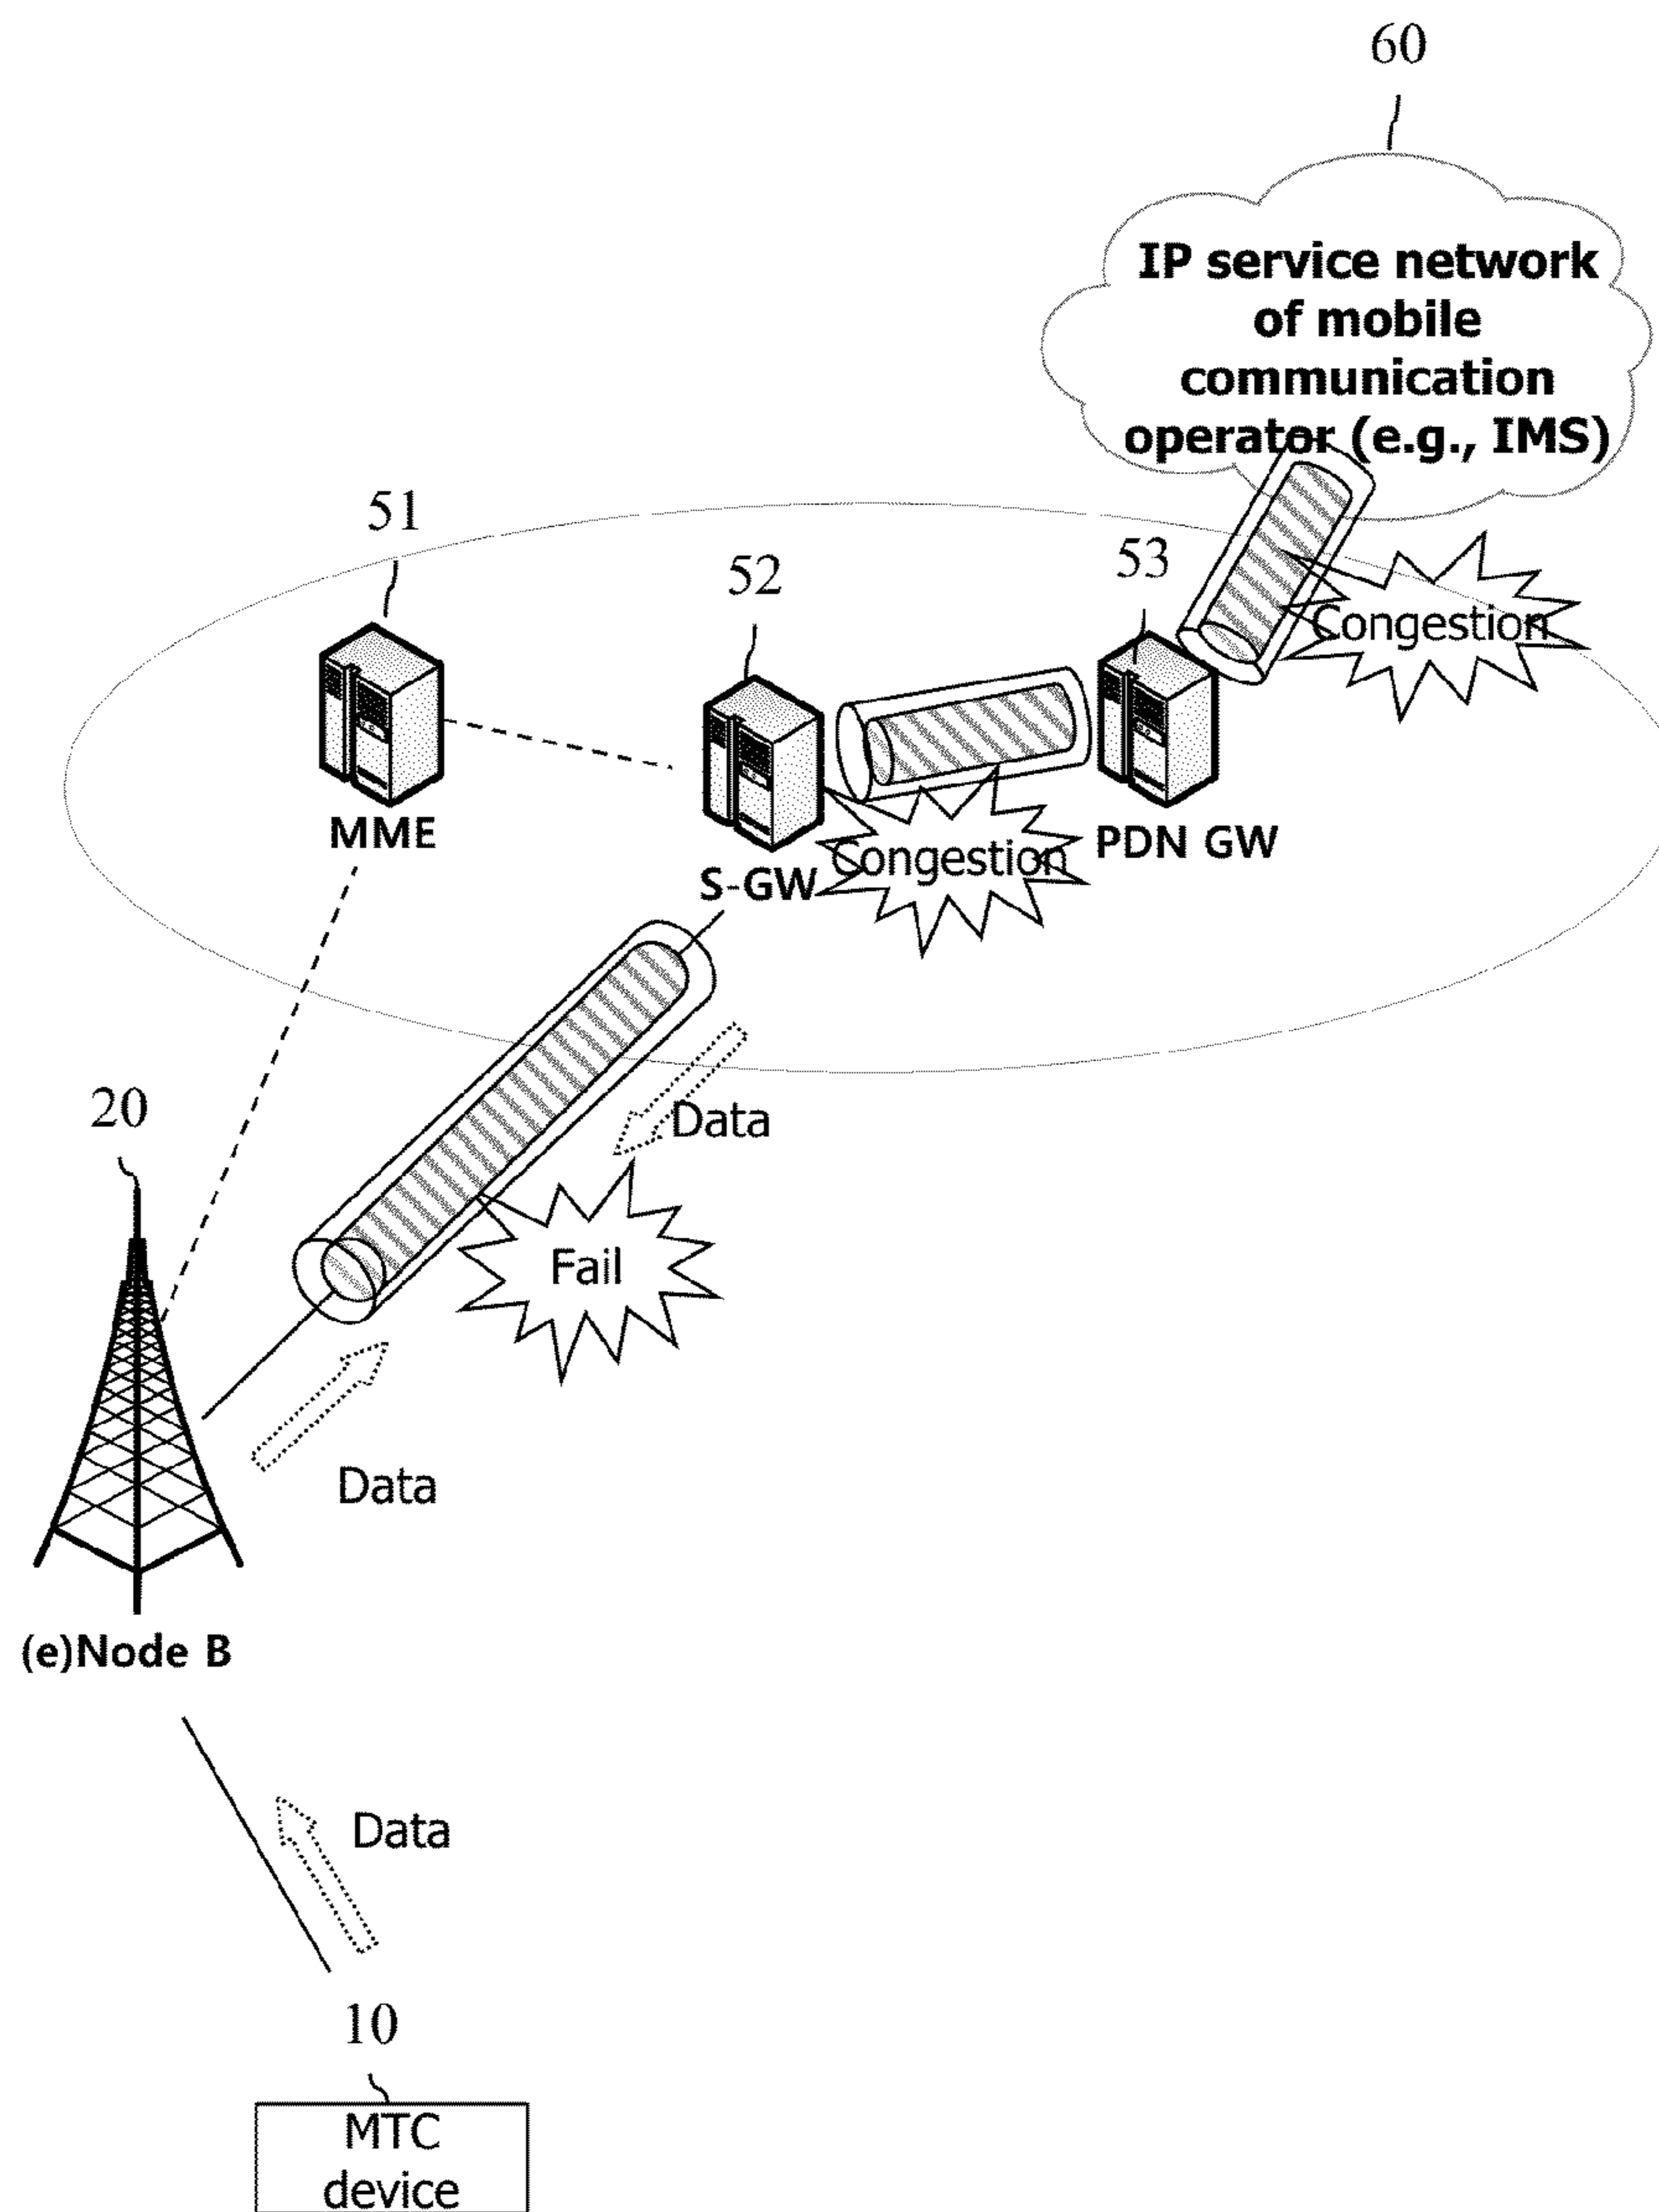 60
IP service network
of mobile
communication
operator (e.g., IMS)
51
52
53
Congestion
MME
S-GW
Congestion
PDN GW
20
Data
Fail
Data
(e)Node B
Data
10
MTC
device